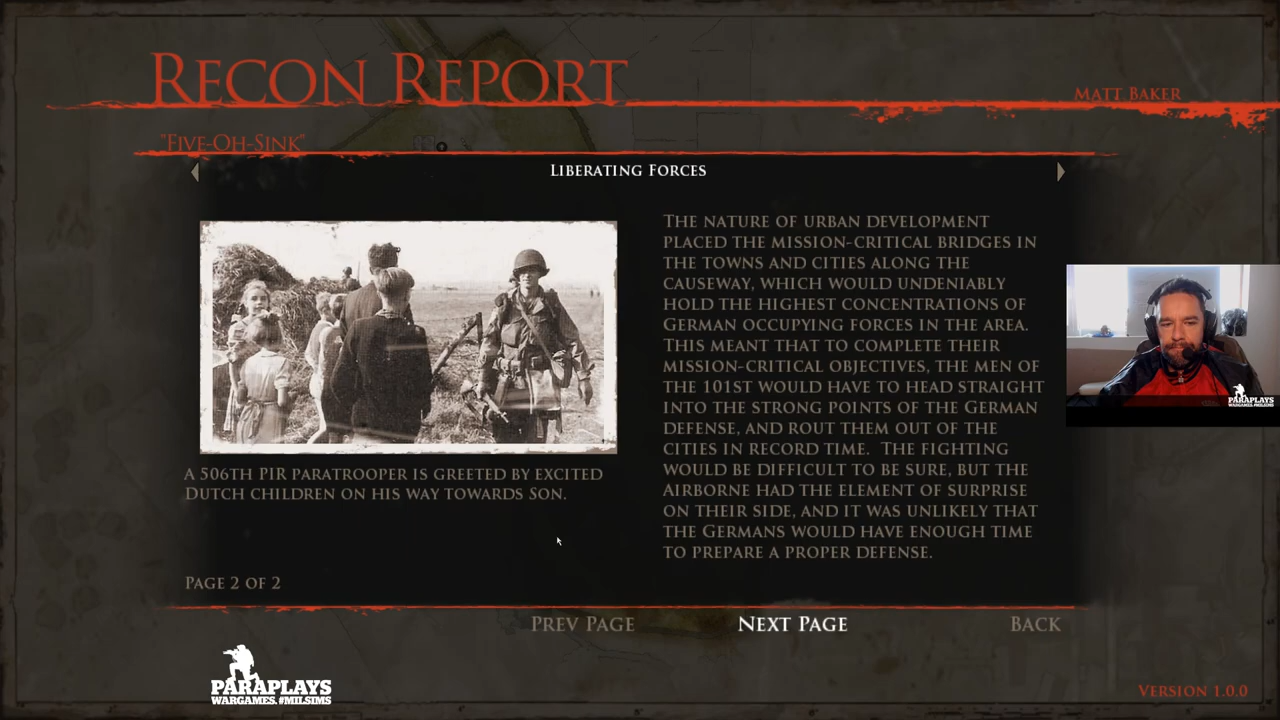 Recon Report
Matt Baker
"Five-Oh-Sink"
Liberating Forces
The nature of urban development
placed the mission-critical bridges in
the towns and cities along the
causeway, which would undeniably
hold the highest concentrations of
German occupying forces in the area.
This meant that to complete their
mission-critical objectives, the men of
the 101st would have to head straight
into the strong points of the German
defense, and rout them out of the
cities in record time. The fighting
would be difficult to be sure, but the
Airborne had the element of surprise
on their side, and it was unlikely that
the Germans would have enough time
to prepare a proper defense.
A 506th PIR paratrooper is greeted by excited
Dutch children on his way towards Son.
Page 2 of 2
Prev Page
Next Page
Back
PARAPLAYS
WARGAMES. #MILSIMS
PARAPLAYS
WARGAMES. #MILSIMS
Version 1.0.0